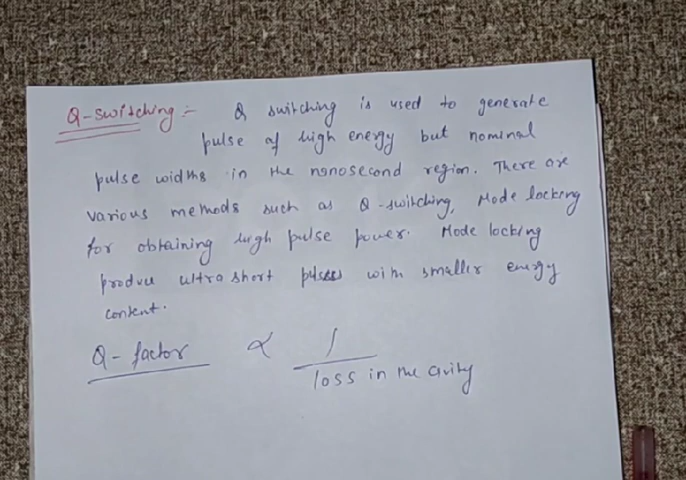 Q-switching :- Q switching is used to generate
pulse of high energy but nominal
pulse widths in the nanosecond region. There are
various methods such as Q-switching, Mode locking
for obtaining high pulse power. Mode locking
produce ultra short pulses with smaller energy
content.
Q-factor ∝ 1
loss in the cavity